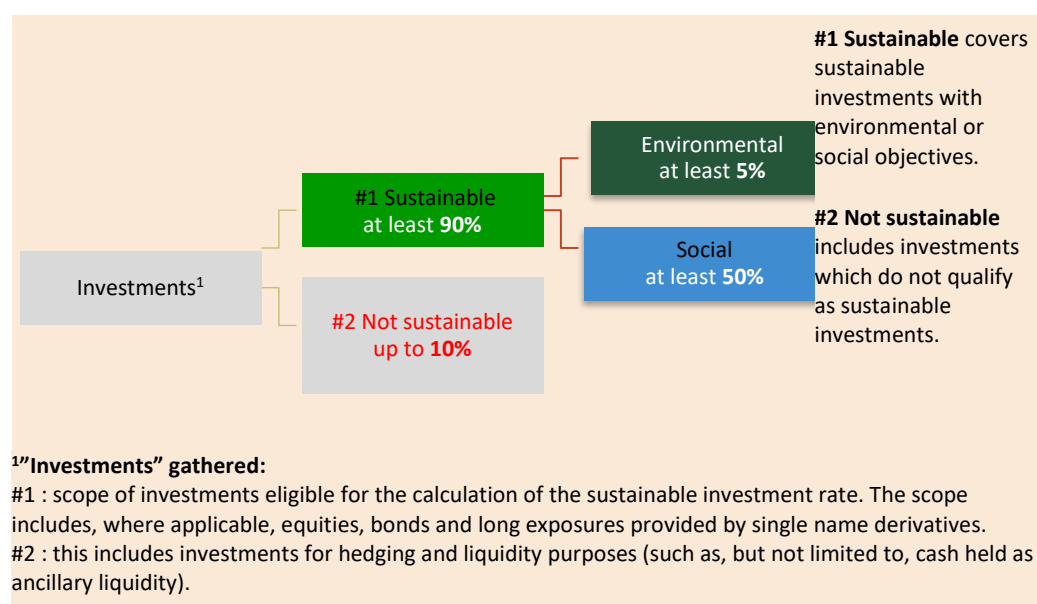 Investments¹
#1 Sustainable
at least 90%
#2 Not sustainable
up to 10%
Environmental
at least 5%
Social
at least 50%
#1 Sustainable covers
sustainable
investments with
environmental or
social objectives.
#2 Not sustainable
includes investments
which do not qualify
as sustainable
investments.
¹”Investments” gathered:
#1 : scope of investments eligible for the calculation of the sustainable investment rate. The scope
includes, where applicable, equities, bonds and long exposures provided by single name derivatives.
#2 : this includes investments for hedging and liquidity purposes (such as, but not limited to, cash held as
ancillary liquidity).